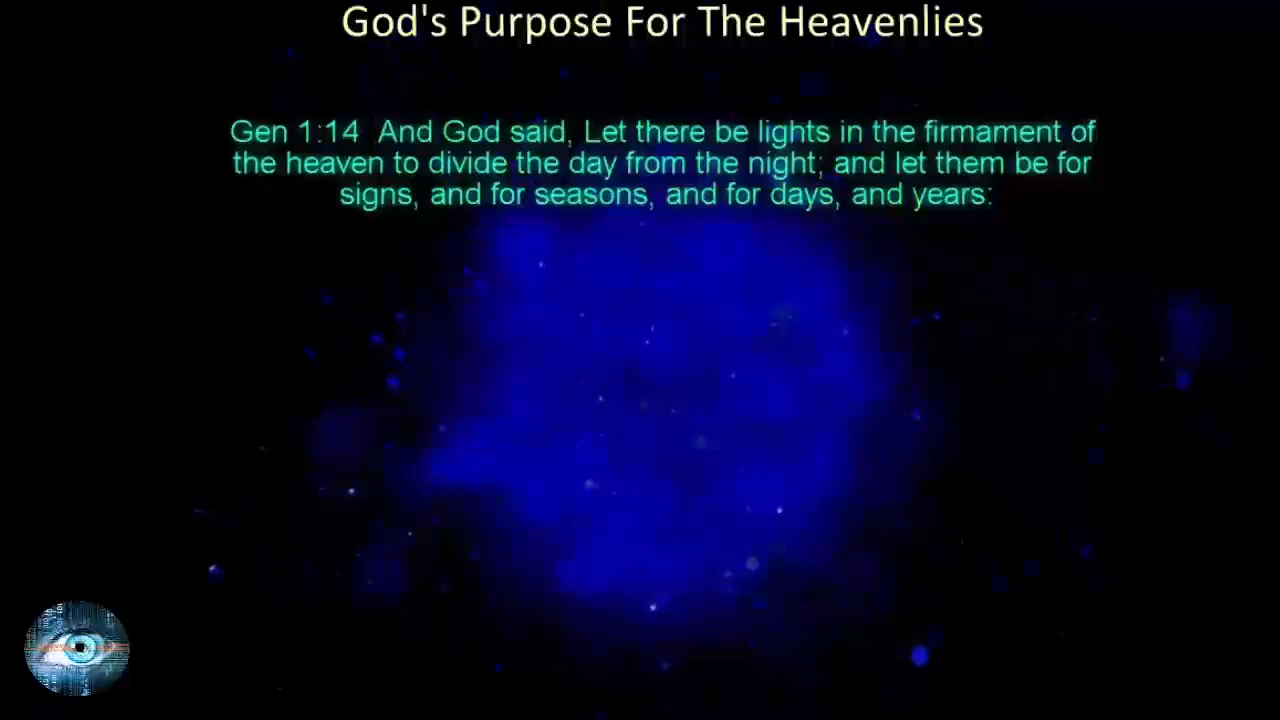 God's Purpose For The Heavenlies
Gen 1:14 And God said, Let there be lights in the firmament of
the heaven to divide the day from the night; and let them be for
signs, and for seasons, and for days, and years: